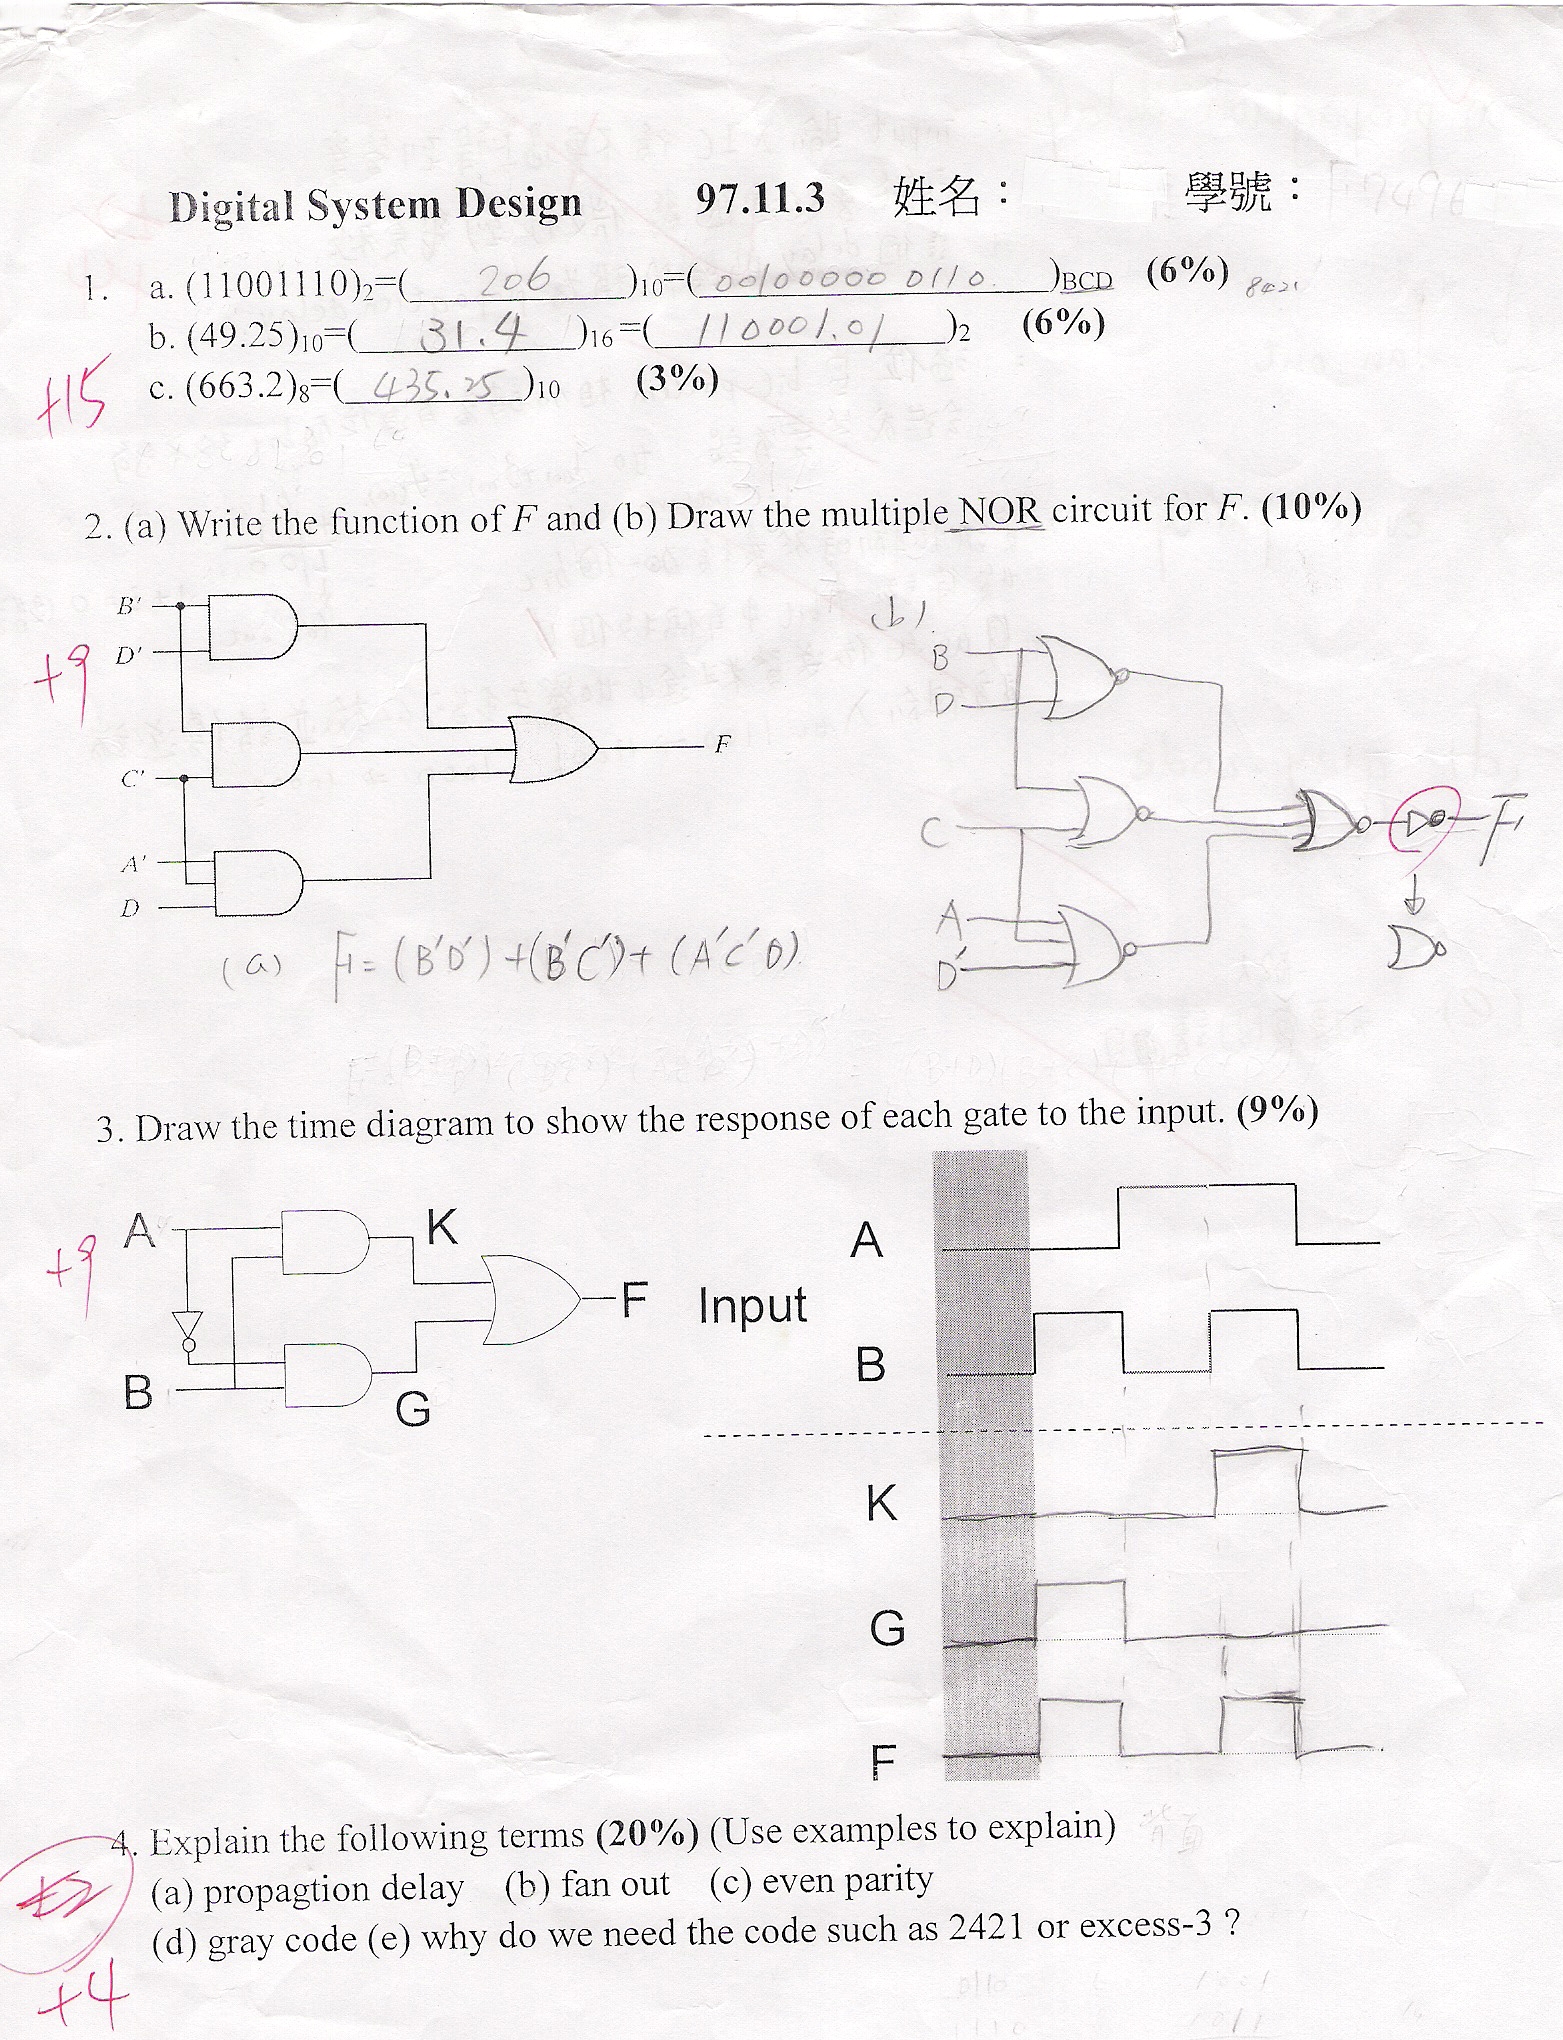 Digital System Design 97.11.3 姓名： 學號：
1. a. (11001110)2=( 206 )10=( 00100000 0110 )BCD (6%) 8421
b. (49.25)10=( 31.4 )16=( 110001.01 )2 (6%)
c. (663.2)8=( 435.25 )10 (3%)
+15
2. (a) Write the function of F and (b) Draw the multiple NOR circuit for F. (10%)
+9
B'
D'
C'
A'
D
F
(a) F=(B'D')+(B'C')+(A'C'D)
(b)
B
D
C
A
D'
F
3. Draw the time diagram to show the response of each gate to the input. (9%)
+9
A
B
K
G
F
Input
A
B
K
G
F
4. Explain the following terms (20%) (Use examples to explain) 背面
(a) propagtion delay (b) fan out (c) even parity
(d) gray code (e) why do we need the code such as 2421 or excess-3 ?
+4